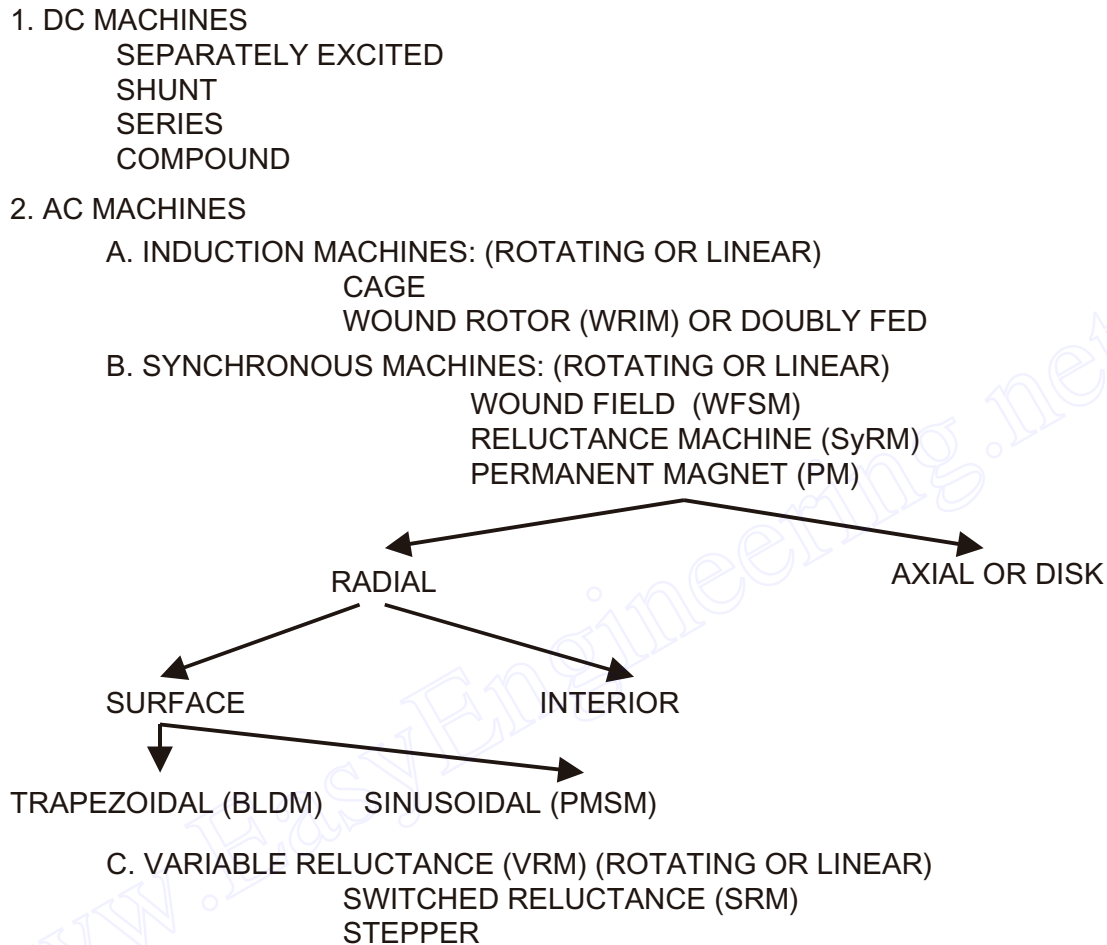 1. DC MACHINES
SEPARATELY EXCITED
SHUNT
SERIES
COMPOUND
2. AC MACHINES
A. INDUCTION MACHINES: (ROTATING OR LINEAR)
CAGE
WOUND ROTOR (WRIM) OR DOUBLY FED
B. SYNCHRONOUS MACHINES: (ROTATING OR LINEAR)
WOUND FIELD (WFSM)
RELUCTANCE MACHINE (SyRM)
PERMANENT MAGNET (PM)
RADIAL
AXIAL OR DISK
SURFACE
INTERIOR
TRAPEZOIDAL (BLDM)
SINUSOIDAL (PMSM)
C. VARIABLE RELUCTANCE (VRM) (ROTATING OR LINEAR)
SWITCHED RELUCTANCE (SRM)
STEPPER
www.EasyEngineering.net